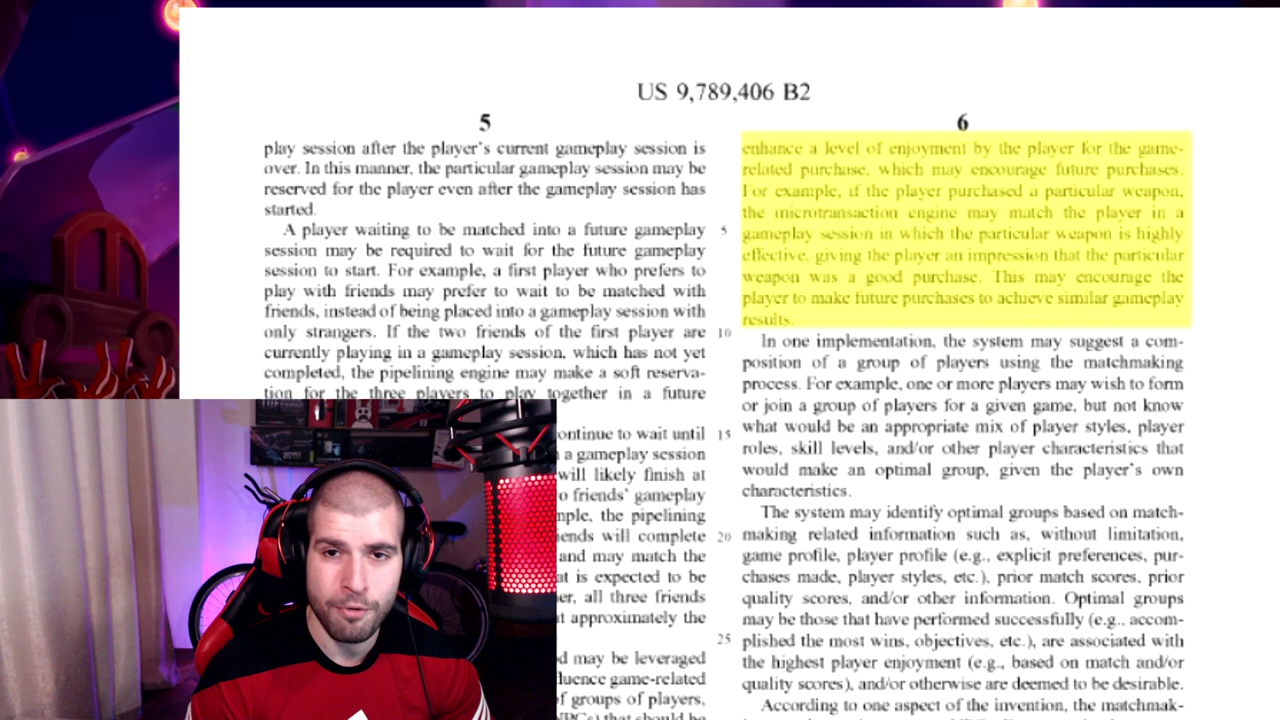 US 9,789,406 B2
5
play session after the player's current gameplay session is
over. In this manner, the particular gameplay session may be
reserved for the player even after the gameplay session has
started.
A player waiting to be matched into a future gameplay
session may be required to wait for the future gameplay
session to start. For example, a first player who prefers to
play with friends may prefer to wait to be matched with
friends, instead of being placed into a gameplay session with
only strangers. If the two friends of the first player are
currently playing in a gameplay session, which has not yet
completed, the pipelining engine may make a soft reserva-
tion for the three players to play together in a future
continue to wait until
a gameplay session
will likely finish at
friends' gameplay
the pipelining
will complete
and may match the
is expected to be
all three friends
approximately the
may be leveraged
game-related
of groups of players,
that should be
5
10
15
20
25
6
enhance a level of enjoyment by the player for the game-
related purchase, which may encourage future purchases.
For example, if the player purchased a particular weapon,
the microtransaction engine may match the player in a
gameplay session in which the particular weapon is highly
effective, giving the player an impression that the particular
weapon was a good purchase. This may encourage the
player to make future purchases to achieve similar gameplay
results.
In one implementation, the system may suggest a com-
position of a group of players using the matchmaking
process. For example, one or more players may wish to form
or join a group of players for a given game, but not know
what would be an appropriate mix of player styles, player
roles, skill levels, and/or other player characteristics that
would make an optimal group, given the player's own
characteristics.
The system may identify optimal groups based on match-
making related information such as, without limitation,
game profile, player profile (e.g., explicit preferences, pur-
chases made, player styles, etc.), prior match scores, prior
quality scores, and/or other information. Optimal groups
may be those that have performed successfully (e.g., accom-
plished the most wins, objectives, etc.), are associated with
the highest player enjoyment (e.g., based on match and/or
quality scores), and/or otherwise are deemed to be desirable.
According to one aspect of the invention, the matchmak-